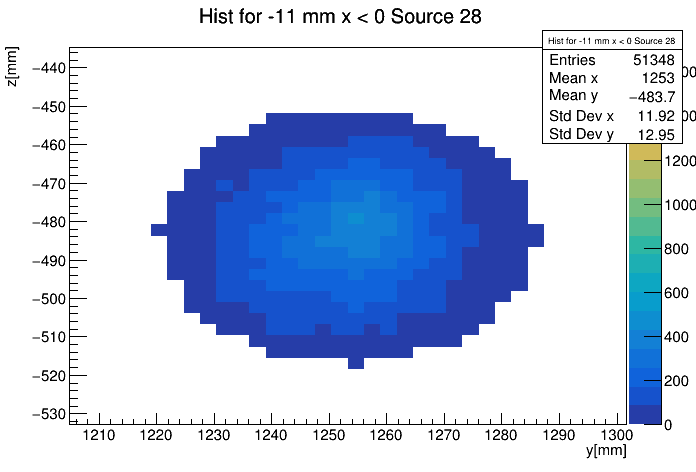 Hist for -11 mm x < 0 Source 28
z[mm]
Hist for -11 mm x < 0 Source 28
Entries 51348
Mean x 1253
Mean y −483.7
Std Dev x 11.92
Std Dev y 12.95
−440
−450
−460
−470
−480
−490
−500
−510
−520
−530
1210 1220 1230 1240 1250 1260 1270 1280 1290 1300
y[mm]
1200
1000
800
600
400
200
0